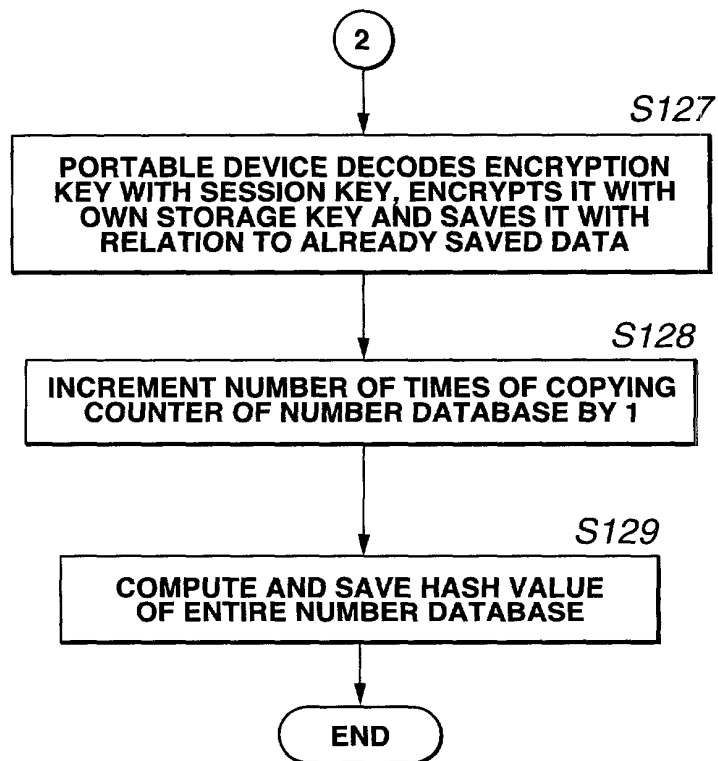 2
S127
PORTABLE DEVICE DECODES ENCRYPTION
KEY WITH SESSION KEY, ENCRYPTS IT WITH
OWN STORAGE KEY AND SAVES IT WITH
RELATION TO ALREADY SAVED DATA
S128
INCREMENT NUMBER OF TIMES OF COPYING
COUNTER OF NUMBER DATABASE BY 1
S129
COMPUTE AND SAVE HASH VALUE
OF ENTIRE NUMBER DATABASE
END